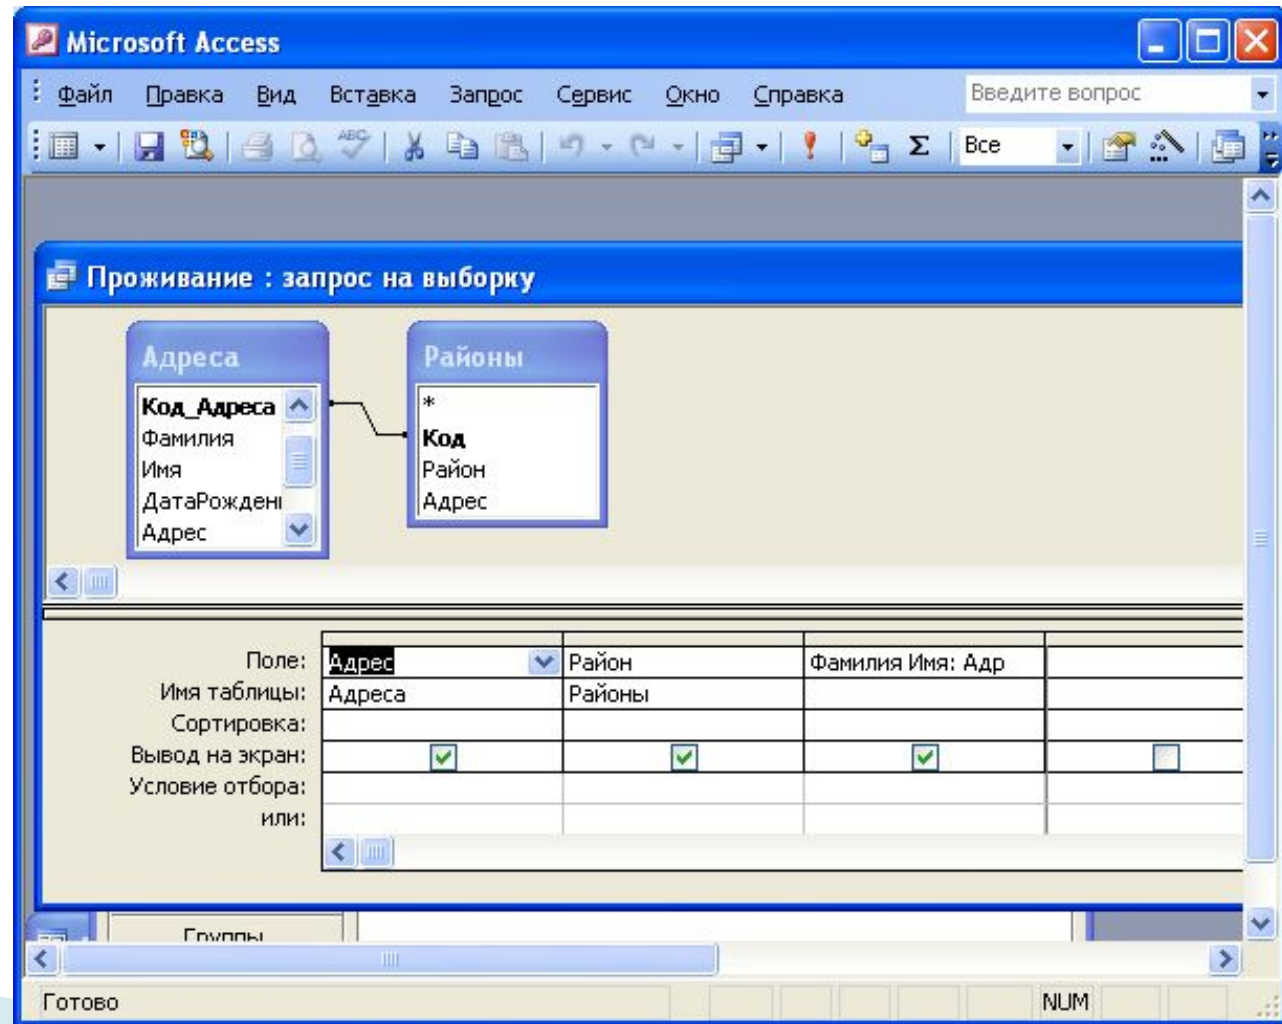 Microsoft Access
Файл Правка Вид Вставка Запрос Сервис Окно Справка Введите вопрос
ABC Σ Все
Проживание : запрос на выборку
Адреса Районы
Код_Адреса *
Фамилия Код
Имя Район
ДатаРождени Адрес
Адрес
Поле: Адрес Район Фамилия Имя: Адр
Имя таблицы: Адреса Районы
Сортировка:
Вывод на экран:
Условие отбора:
или:
Группы
Готово NUM